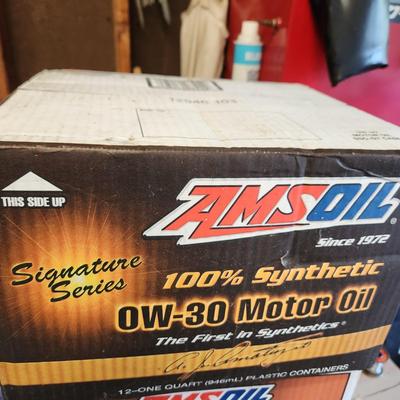 THIS SIDE UP
AMSOIL
Since 1972
Signature
Series
100% Synthetic
0W-30 Motor Oil
The First in Synthetics®
12-ONE QUART (946mL) PLASTIC CONTAINERS
AMSOIL